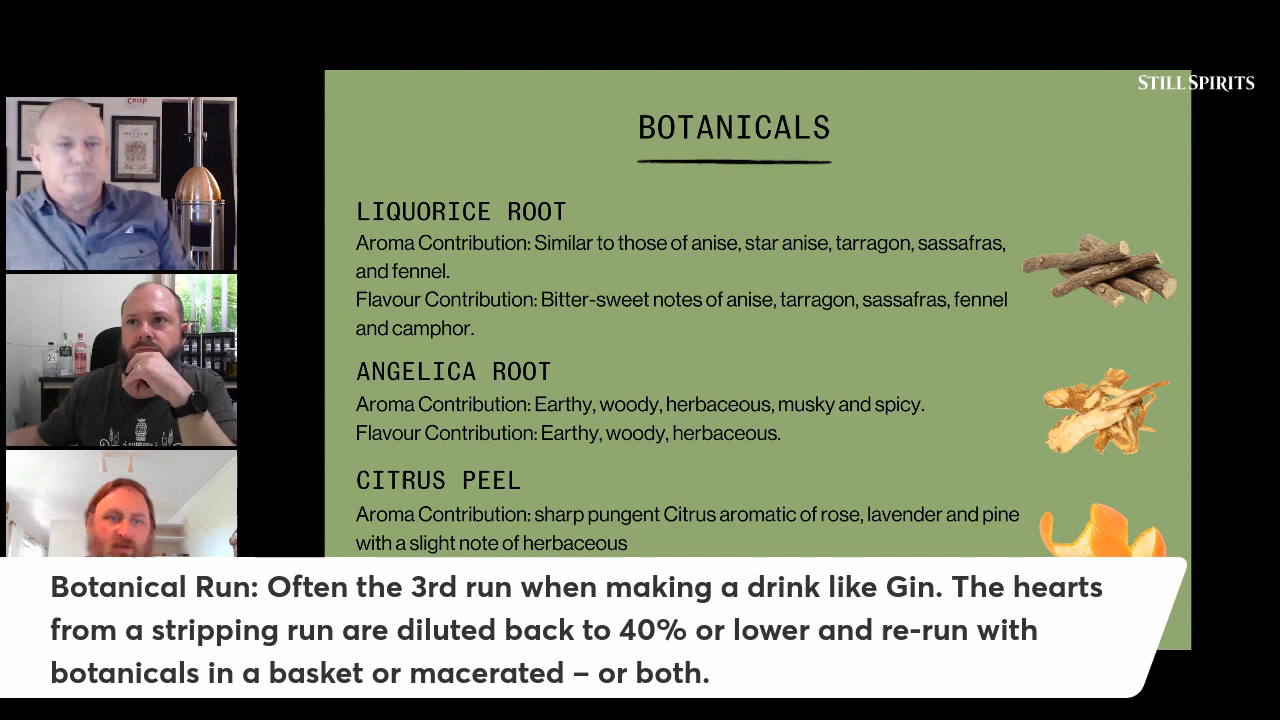 STILL SPIRITS
CRISP
BOTANICALS
LIQUORICE ROOT
Aroma Contribution: Similar to those of anise, star anise, tarragon, sassafras,
and fennel.
Flavour Contribution: Bitter-sweet notes of anise, tarragon, sassafras, fennel
and camphor.
ANGELICA ROOT
Aroma Contribution: Earthy, woody, herbaceous, musky and spicy.
Flavour Contribution: Earthy, woody, herbaceous.
CITRUS PEEL
Aroma Contribution: sharp pungent Citrus aromatic of rose, lavender and pine
with a slight note of herbaceous
Botanical Run: Often the 3rd run when making a drink like Gin. The hearts
from a stripping run are diluted back to 40% or lower and re-run with
botanicals in a basket or macerated – or both.